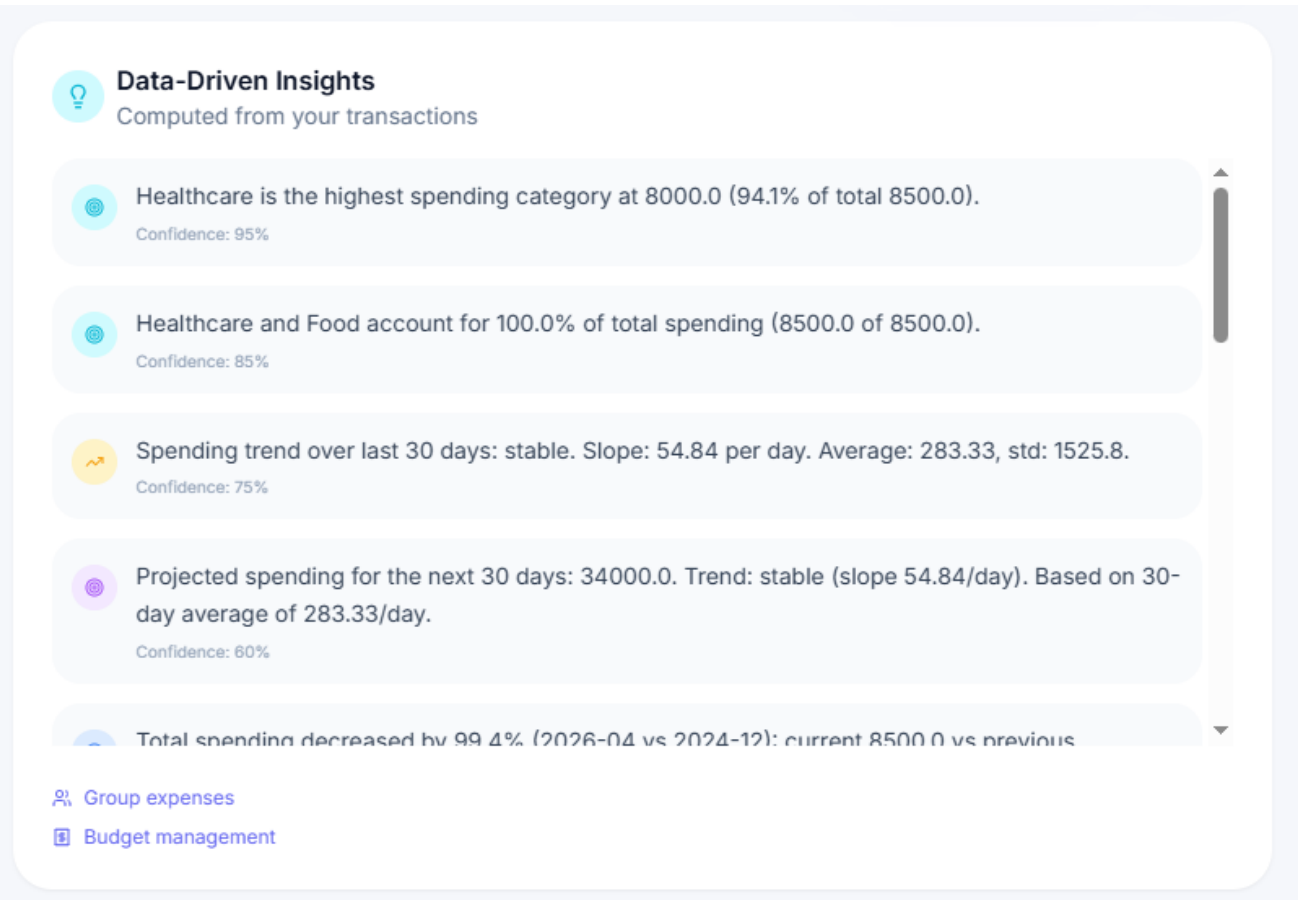 Data-Driven Insights
Computed from your transactions
Healthcare is the highest spending category at 8000.0 (94.1% of total 8500.0).
Confidence: 95%
Healthcare and Food account for 100.0% of total spending (8500.0 of 8500.0).
Confidence: 85%
Spending trend over last 30 days: stable. Slope: 54.84 per day. Average: 283.33, std: 1525.8.
Confidence: 75%
Projected spending for the next 30 days: 34000.0. Trend: stable (slope 54.84/day). Based on 30-
day average of 283.33/day.
Confidence: 60%
Total spending decreased by 99.4% (2026-04 vs 2024-12): current 8500.0 vs previous
Group expenses
Budget management